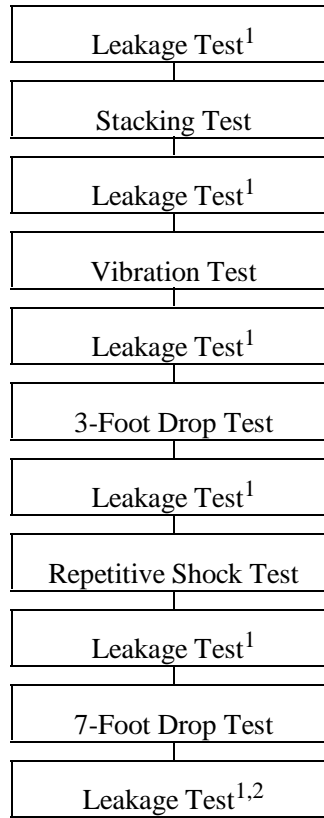 Leakage Test1
Stacking Test
Leakage Test1
Vibration Test
Leakage Test1
3-Foot Drop Test
Leakage Test1
Repetitive Shock Test
Leakage Test1
7-Foot Drop Test
Leakage Test1,2